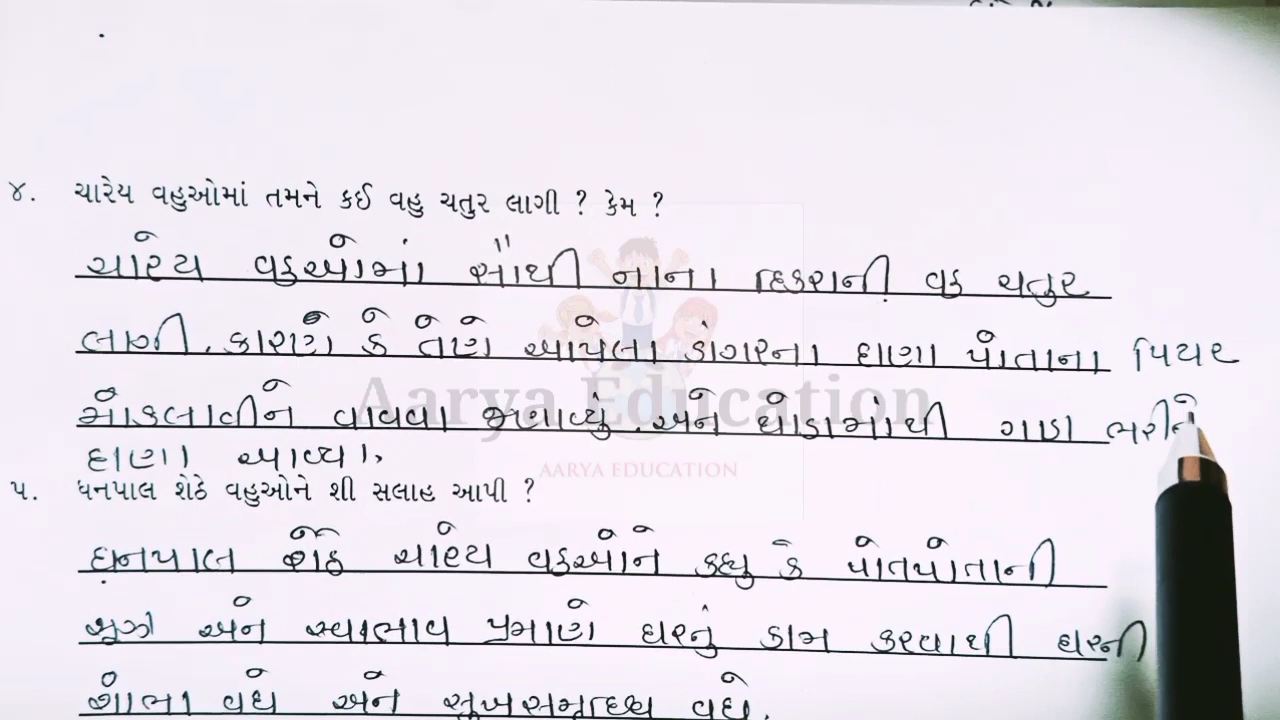 ૪. ચારેય વહુઓમાં તમને કઈ વહુ ચતુર લાગી ? કેમ ?
ચારેય વહુઓમાં સૌથી નાના દિકરાની વહુ ચતુર
લાગી. કારણે કે તેણે આપેલા ડાંગરના દાણા પોતાના પિયર
મોકલાવીને વાવવા જણાવ્યું. અને થોડામાંથી ગાડા ભરીને
દાણા આવ્યા.
Aarya Education
AARYA EDUCATION
૫. ધનપાલ શેઠે વહુઓને શી સલાહ આપી ?
ધનપાલ શેઠે ચારેય વહુઓને કહ્યુ કે પોતપોતાની
સૂઝ અને સ્વાભાવ પ્રમાણે ઘરનું કામ કરવાથી ઘરની
શોભા વધે અને સુખસમૃધ્ધિ વધે.